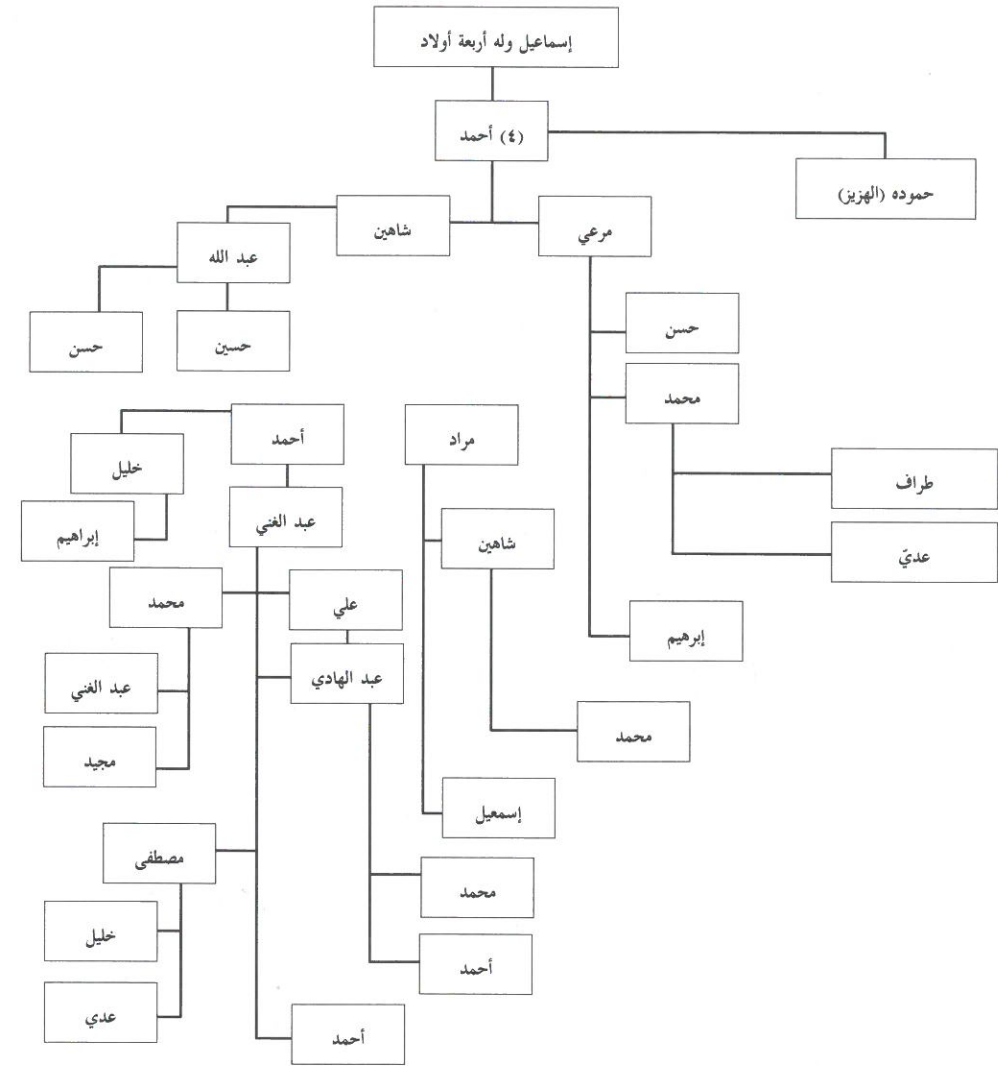 إسماعيل وله أربعة أولاد
(٤) أحمد
حموده (الهزيز)
مرعي
شاهين
عبد الله
حسن
حسين
حسن
محمد
طراف
عديّ
إبرهيم
مراد
شاهين
محمد
إسمعيل
أحمد
خليل
إبراهيم
عبد الغني
علي
محمد
عبد الهادي
عبد الغني
مجيد
مصطفى
محمد
خليل
أحمد
عدي
أحمد